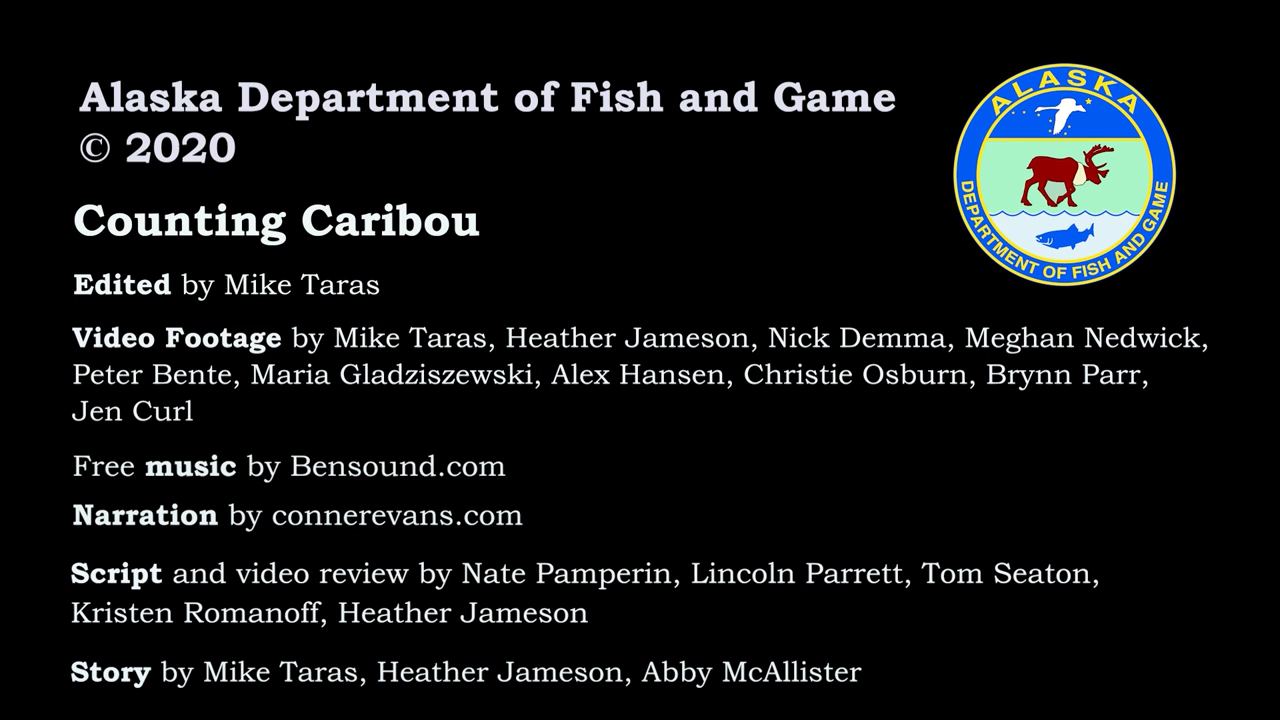 Alaska Department of Fish and Game
© 2020
ALASKA
DEPARTMENT OF FISH AND GAME
Counting Caribou
Edited by Mike Taras
Video Footage by Mike Taras, Heather Jameson, Nick Demma, Meghan Nedwick,
Peter Bente, Maria Gladziszewski, Alex Hansen, Christie Osburn, Brynn Parr,
Jen Curl
Free music by Bensound.com
Narration by connerevans.com
Script and video review by Nate Pamperin, Lincoln Parrett, Tom Seaton,
Kristen Romanoff, Heather Jameson
Story by Mike Taras, Heather Jameson, Abby McAllister